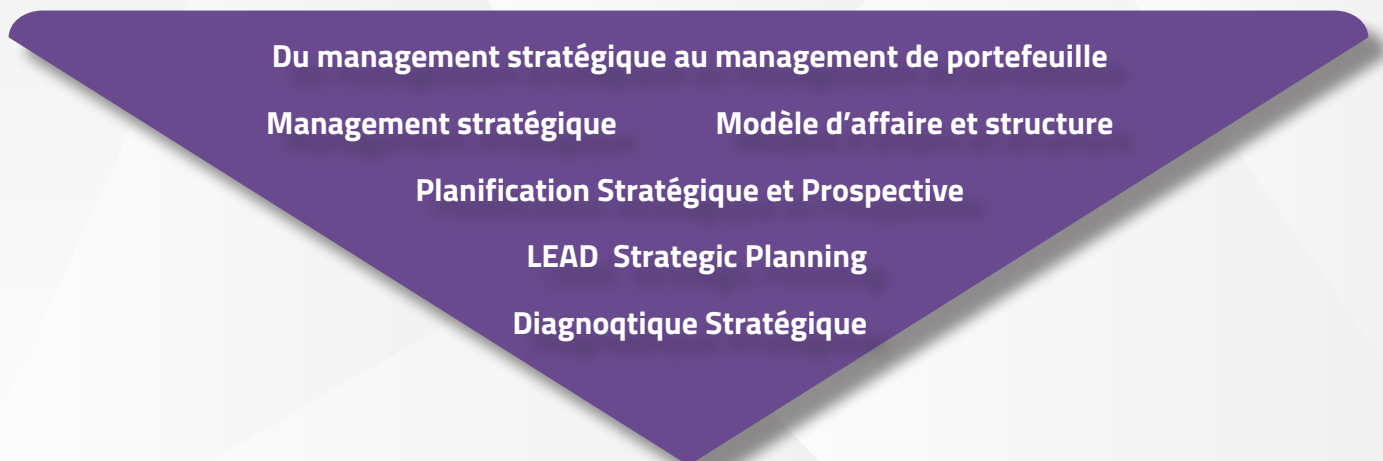 Du management stratégique au management de portefeuille
Management stratégique Modèle d'affaire et structure
Planification Stratégique et Prospective
LEAD Strategic Planning
Diagnoqtique Stratégique